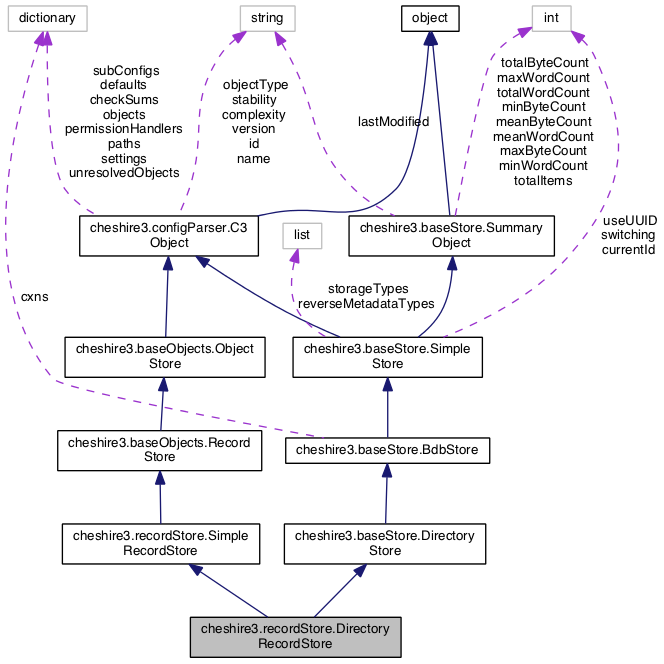 dictionary
string
object
int
subConfigs
defaults
checkSums
objects
permissionHandlers
paths
settings
unresolvedObjects
objectType
stability
complexity
version
id
name
lastModified
totalByteCount
maxWordCount
totalWordCount
minByteCount
meanByteCount
meanWordCount
maxByteCount
minWordCount
totalItems
cheshire3.configParser.C3
Object
list
cheshire3.baseStore.Summary
Object
useUUID
switching
currentId
cxns
storageTypes
reverseMetadataTypes
cheshire3.baseObjects.Object
Store
cheshire3.baseStore.Simple
Store
cheshire3.baseObjects.Record
Store
cheshire3.baseStore.BdbStore
cheshire3.recordStore.Simple
RecordStore
cheshire3.baseStore.Directory
Store
cheshire3.recordStore.Directory
RecordStore